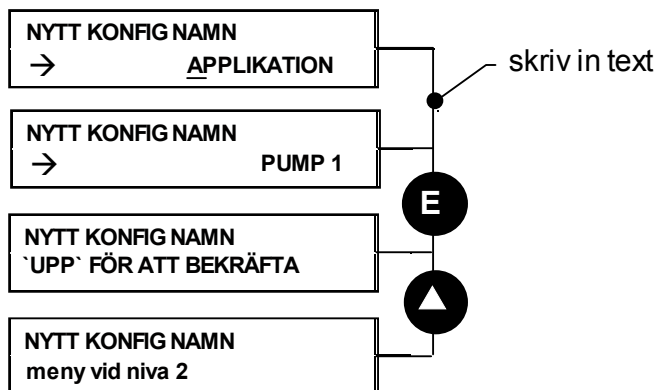 NYTT KONFIG NAMN
→ APPLIKATION
skriv in text
NYTT KONFIG NAMN
→ PUMP 1
E
NYTT KONFIG NAMN
`UPP` FÖR ATT BEKRÄFTA
NYTT KONFIG NAMN
meny vid niva 2